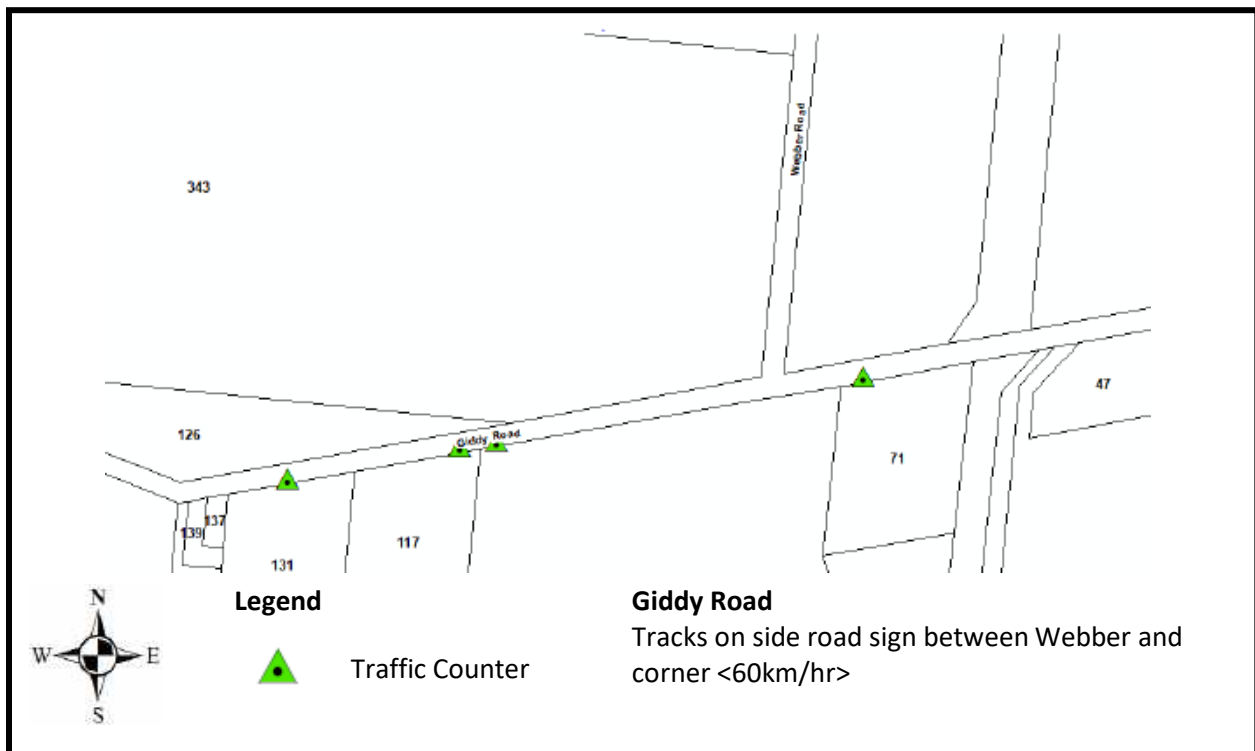 Webber Road
343
47
126
Giddy Road
71
137
139
117
131
N
W E
S
Legend
Traffic Counter
Giddy Road
Tracks on side road sign between Webber and
corner <60km/hr>